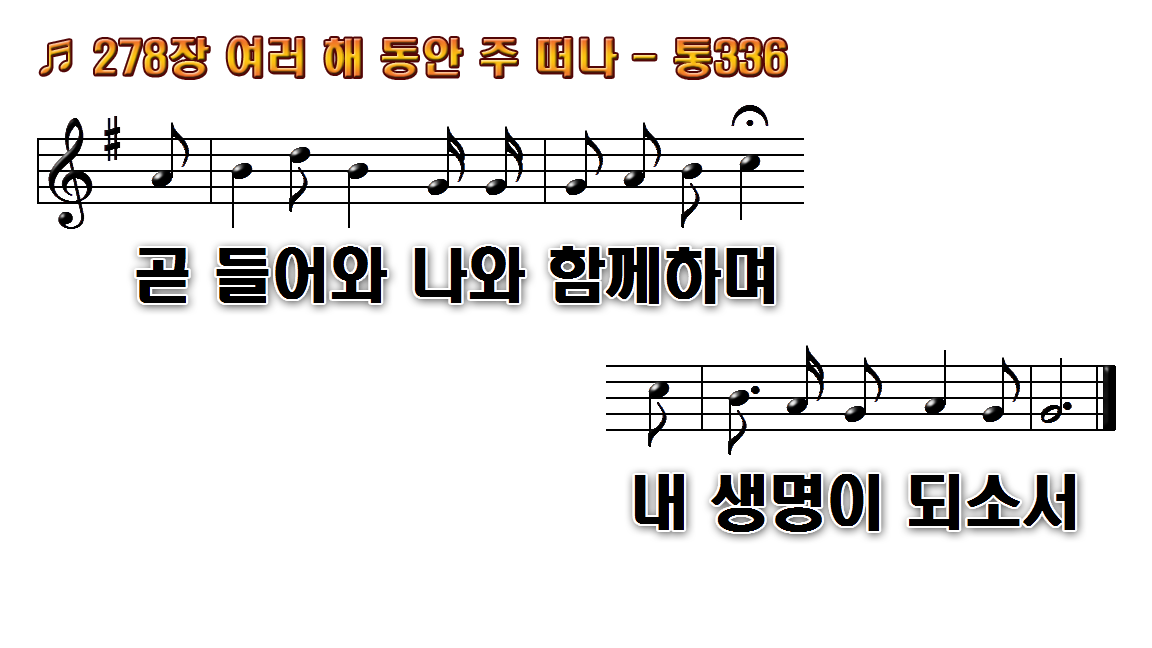 ♬ 278장 여러 해 동안 주 떠나 - 통336
곧 들어와 나와 함께하며
내 생명이 되소서